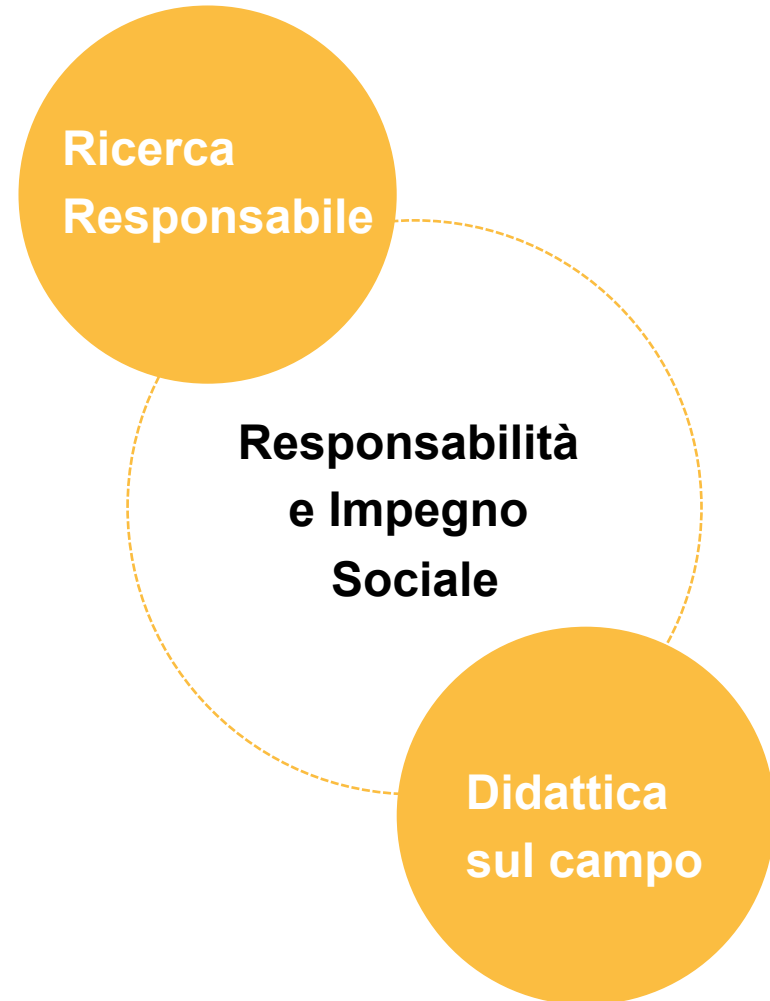 Ricerca
Responsabile
Responsabilità
e Impegno
Sociale
Didattica
sul campo